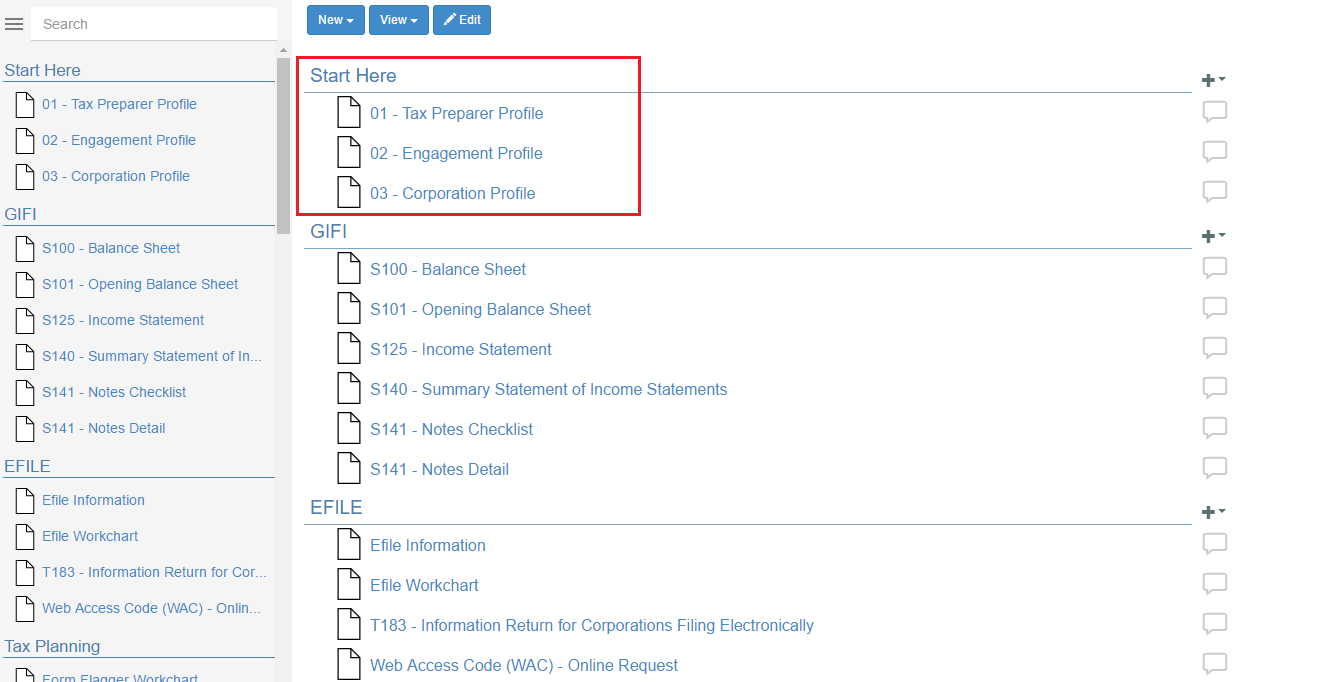 Search
Start Here
01 - Tax Preparer Profile
02 - Engagement Profile
03 - Corporation Profile
GIFI
S100 - Balance Sheet
S101 - Opening Balance Sheet
S125 - Income Statement
S140 - Summary Statement of In...
S141 - Notes Checklist
S141 - Notes Detail
EFILE
Efile Information
Efile Workchart
T183 - Information Return for Cor...
Web Access Code (WAC) - Onlin...
Tax Planning
Form Flagger Workchart
New View Edit
Start Here
01 - Tax Preparer Profile
02 - Engagement Profile
03 - Corporation Profile
GIFI
S100 - Balance Sheet
S101 - Opening Balance Sheet
S125 - Income Statement
S140 - Summary Statement of Income Statements
S141 - Notes Checklist
S141 - Notes Detail
EFILE
Efile Information
Efile Workchart
T183 - Information Return for Corporations Filing Electronically
Web Access Code (WAC) - Online Request